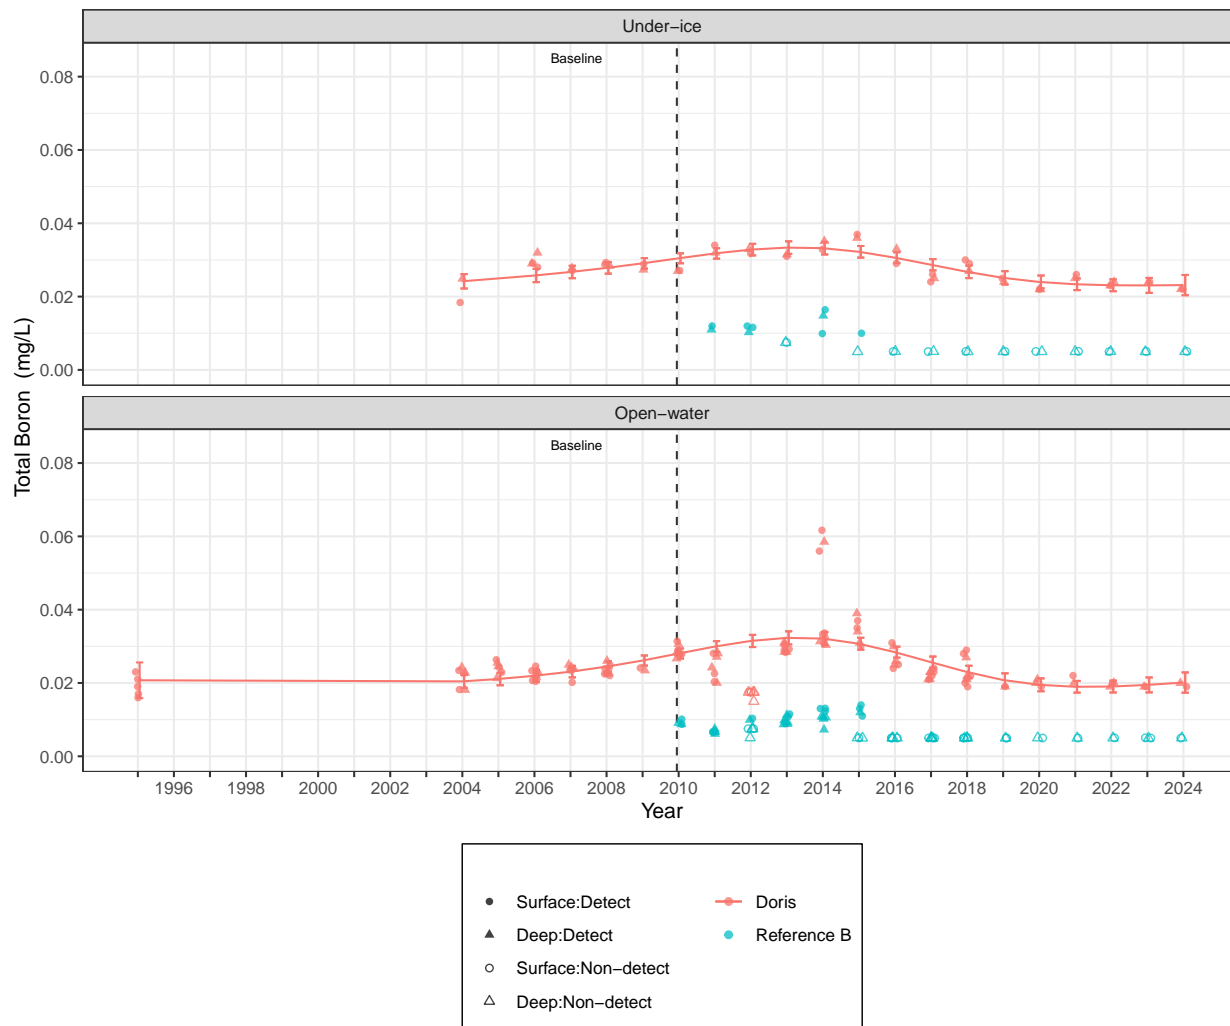 Under-ice
Baseline
0.08
0.06
0.04
0.02
0.00
Total Boron (mg/L)
Open-water
Baseline
0.08
0.06
0.04
0.02
0.00
1996 1998 2000 2002 2004 2006 2008 2010 2012 2014 2016 2018 2020 2022 2024
Year
Surface:Detect
Deep:Detect
Surface:Non-detect
Deep:Non-detect
Doris
Reference B